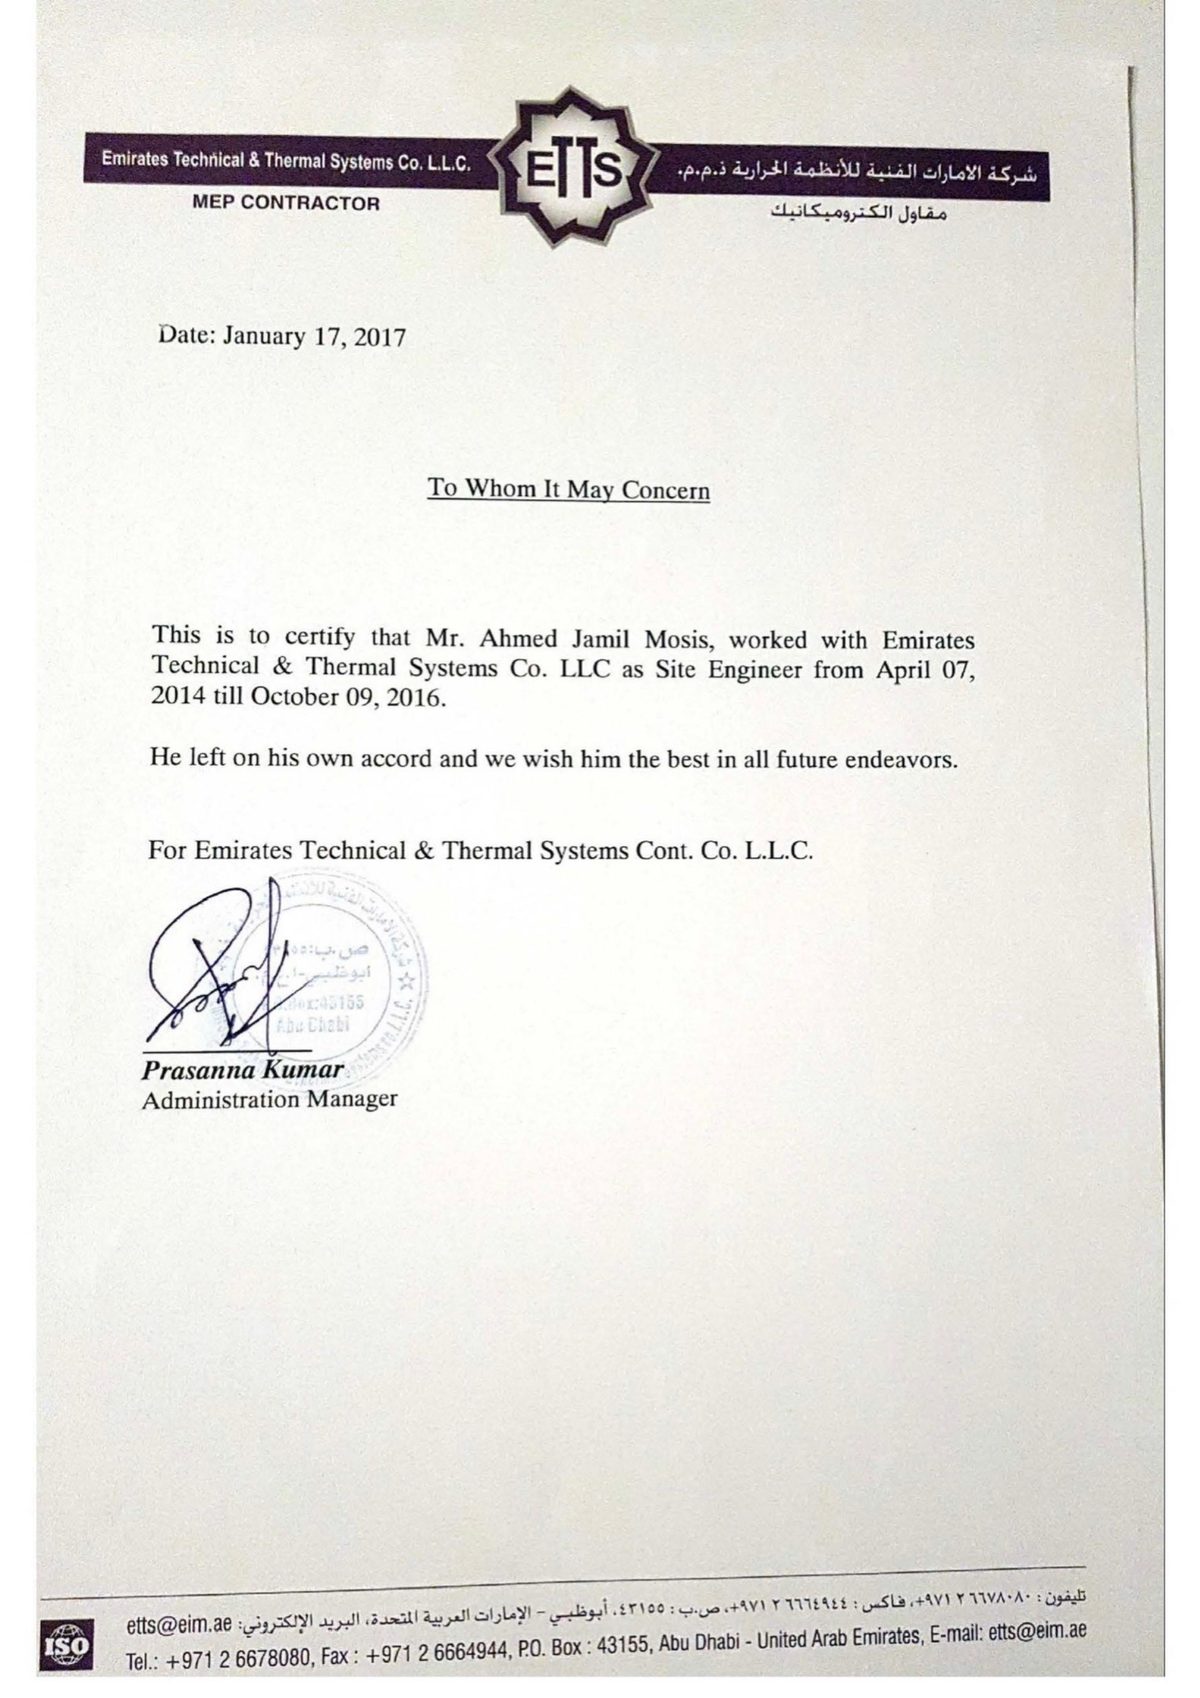 Emirates Technical & Thermal Systems Co. L.L.C.
MEP CONTRACTOR
ETTS
شركة الامارات الفنية للأنظمة الحرارية ذ.م.م.
مقاول الكتروميكانيك
Date: January 17, 2017
To Whom It May Concern
This is to certify that Mr. Ahmed Jamil Mosis, worked with Emirates
Technical & Thermal Systems Co. LLC as Site Engineer from April 07,
2014 till October 09, 2016.
He left on his own accord and we wish him the best in all future endeavors.
For Emirates Technical & Thermal Systems Cont. Co. L.L.C.
ص.ب:
ابوظبي
43155
Abu Dhabi
Prasanna Kumar
Administration Manager
تليفون : ٦٦٧٨٠٨٠ ٢ ٩٧١+، فاكس : ٦٦٦٤٩٤٤ ٢ ٩٧١+، ص.ب : ٤٣١٥٥، أبوظبي - الإمارات العربية المتحدة، البريد الإلكتروني: etts@eim.ae
Tel.: +971 2 6678080, Fax : +971 2 6664944, P.O. Box : 43155, Abu Dhabi - United Arab Emirates, E-mail: etts@eim.ae
ISO